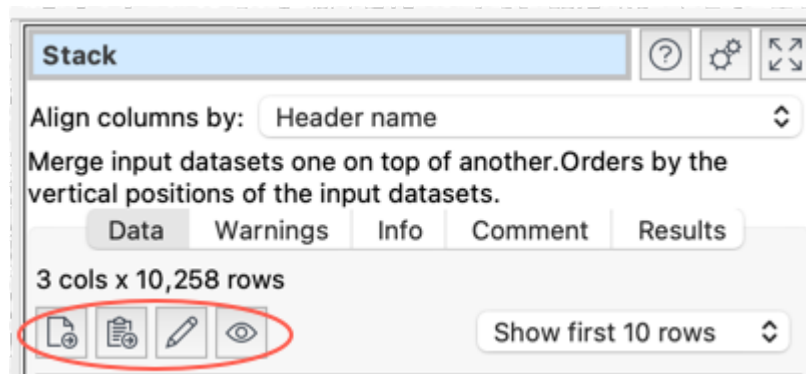 Stack
Align columns by: Header name
Merge input datasets one on top of another.Orders by the
vertical positions of the input datasets.
Data Warnings Info Comment Results
3 cols x 10,258 rows
Show first 10 rows